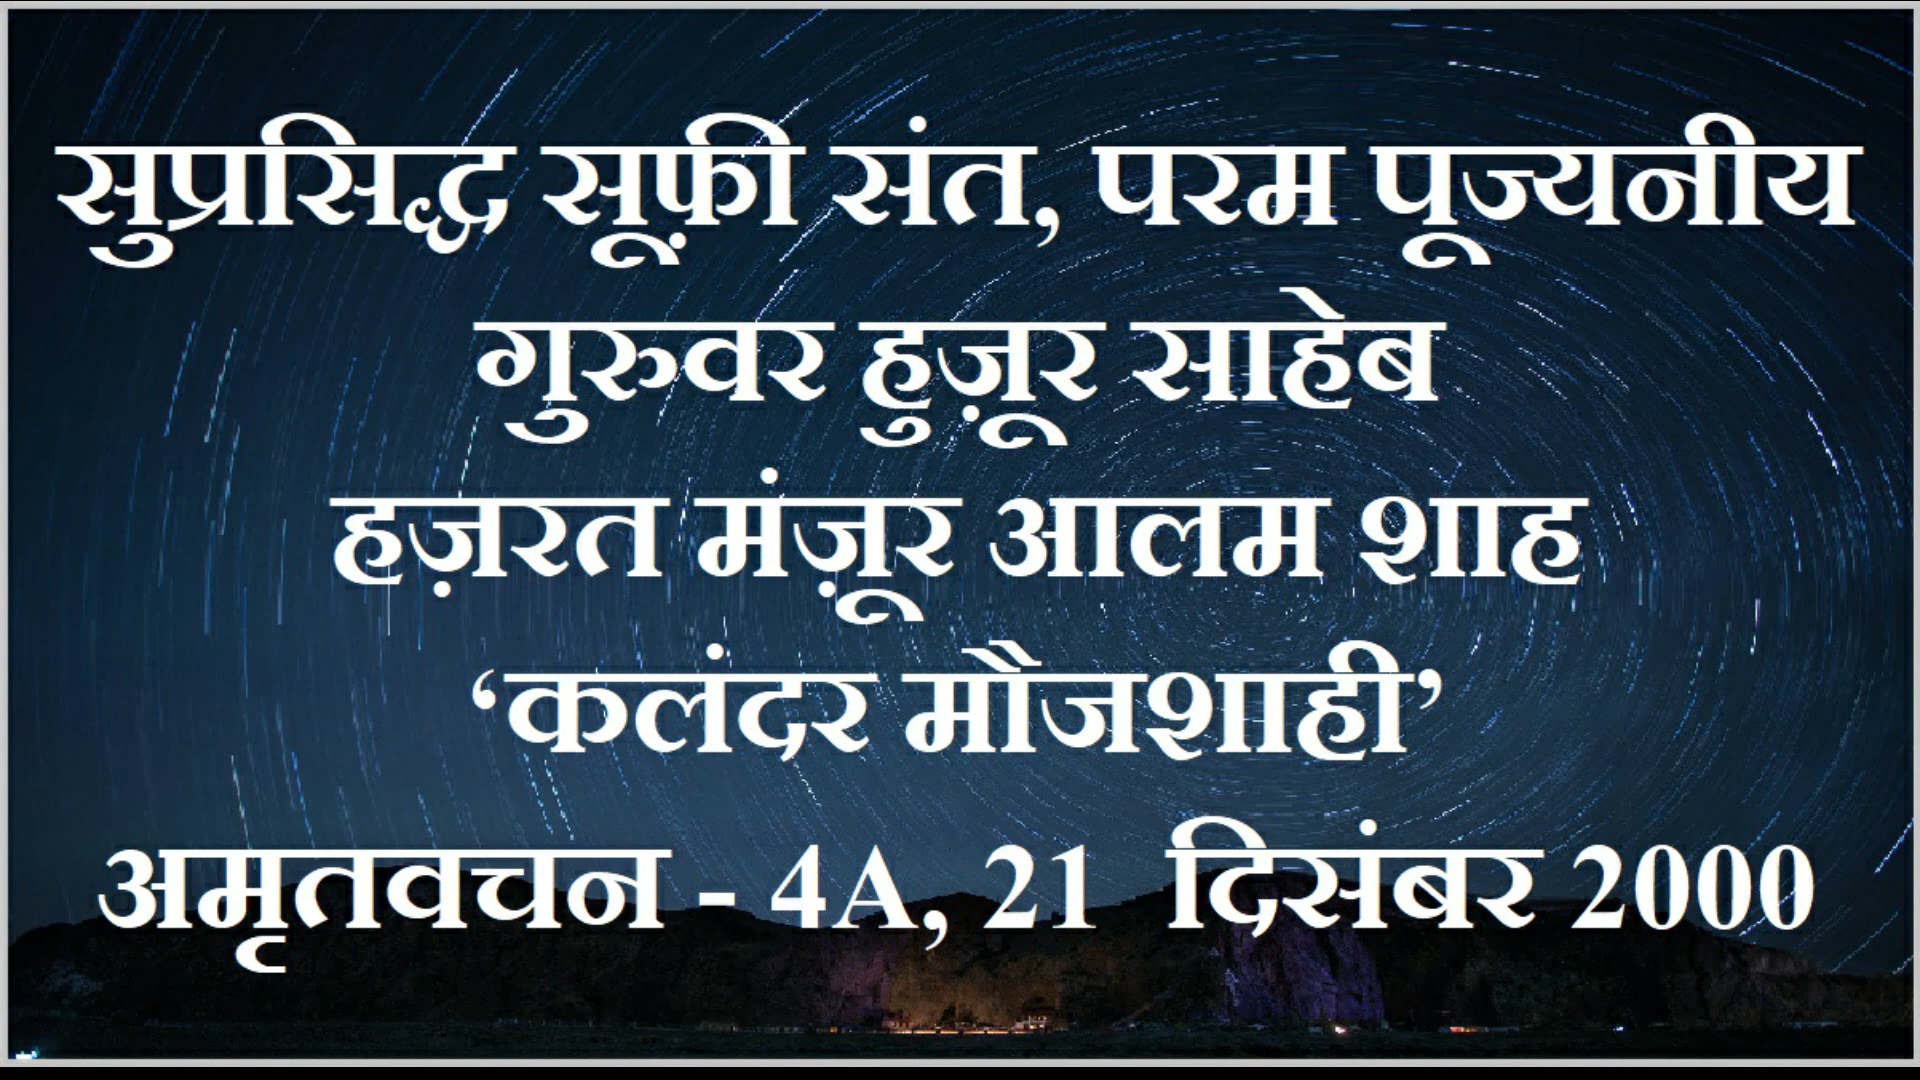 सुप्रसिद्ध सूफ़ी संत, परम पूज्यनीय
गुरुवर हुज़ूर साहेब
हज़रत मंज़ूर आलम शाह
‘कलंदर मौजशाही’
अमृतवचन - 4A, 21 दिसंबर 2000